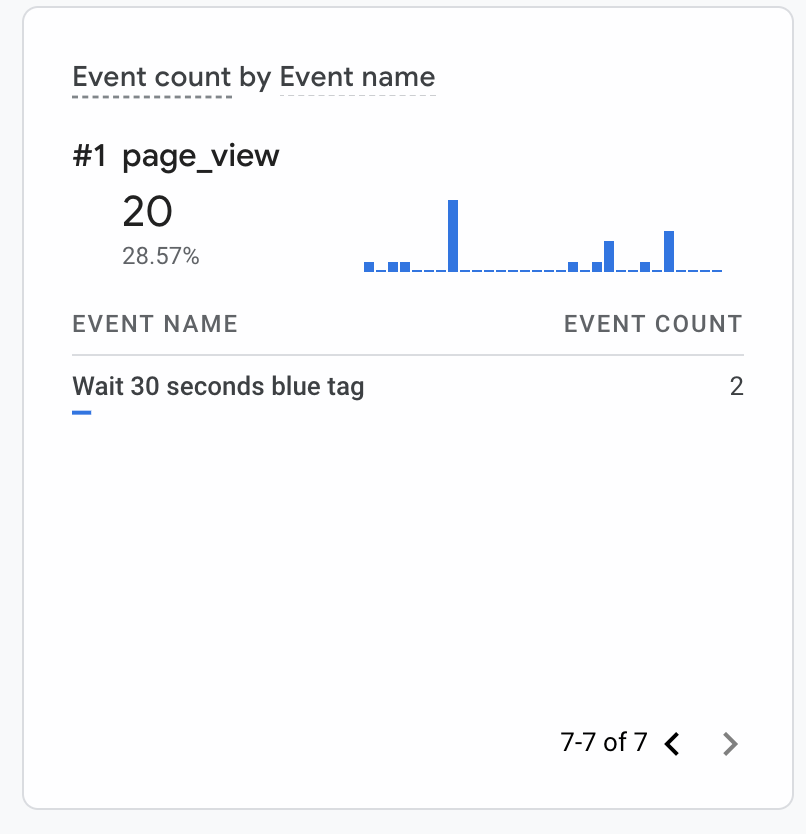 Event count by Event name
#1 page_view
20
28.57%
EVENT NAME EVENT COUNT
Wait 30 seconds blue tag 2
7-7 of 7